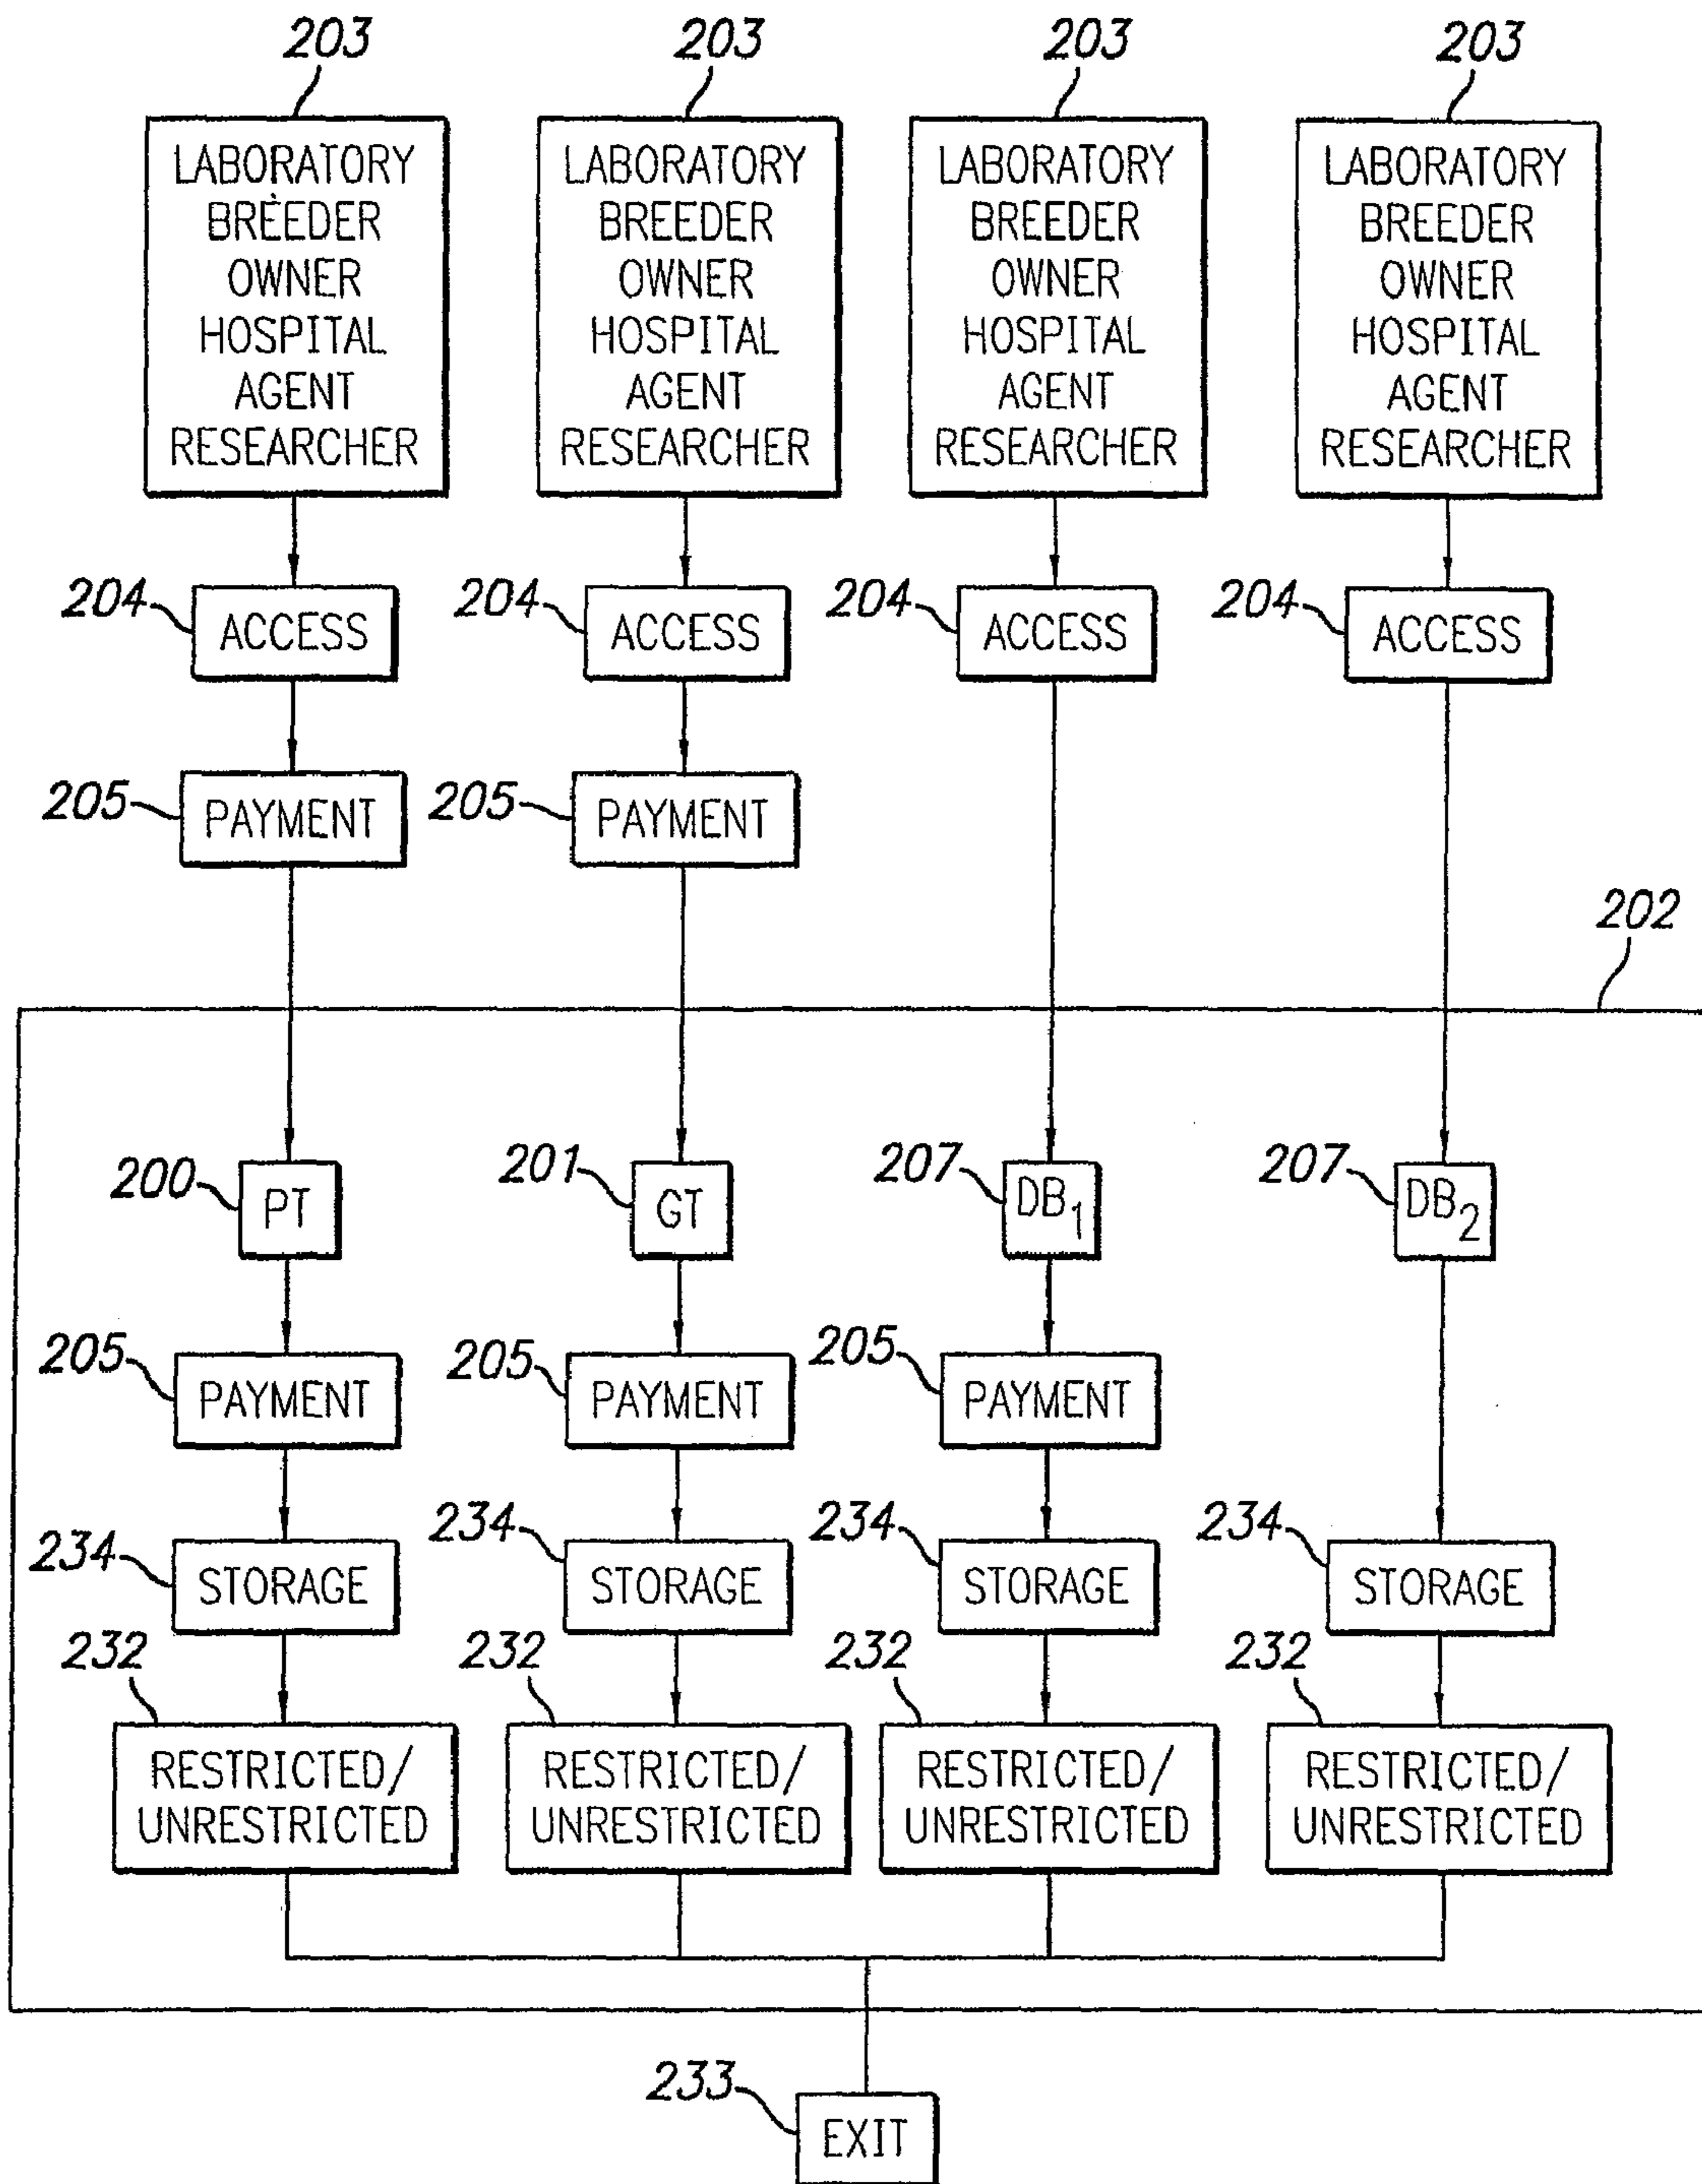 203 203 203 203
LABORATORY LABORATORY LABORATORY LABORATORY
BREEDER BREEDER BREEDER BREEDER
OWNER OWNER OWNER OWNER
HOSPITAL HOSPITAL HOSPITAL HOSPITAL
AGENT AGENT AGENT AGENT
RESEARCHER RESEARCHER RESEARCHER RESEARCHER
204 ACCESS 204 ACCESS 204 ACCESS 204 ACCESS
205 PAYMENT 205 PAYMENT
202
200 PT 201 GT 207 DB1 207 DB2
205 PAYMENT 205 PAYMENT 205 PAYMENT
234 STORAGE 234 STORAGE 234 STORAGE 234 STORAGE
232 232 232 232
RESTRICTED/ RESTRICTED/ RESTRICTED/ RESTRICTED/
UNRESTRICTED UNRESTRICTED UNRESTRICTED UNRESTRICTED
233 EXIT